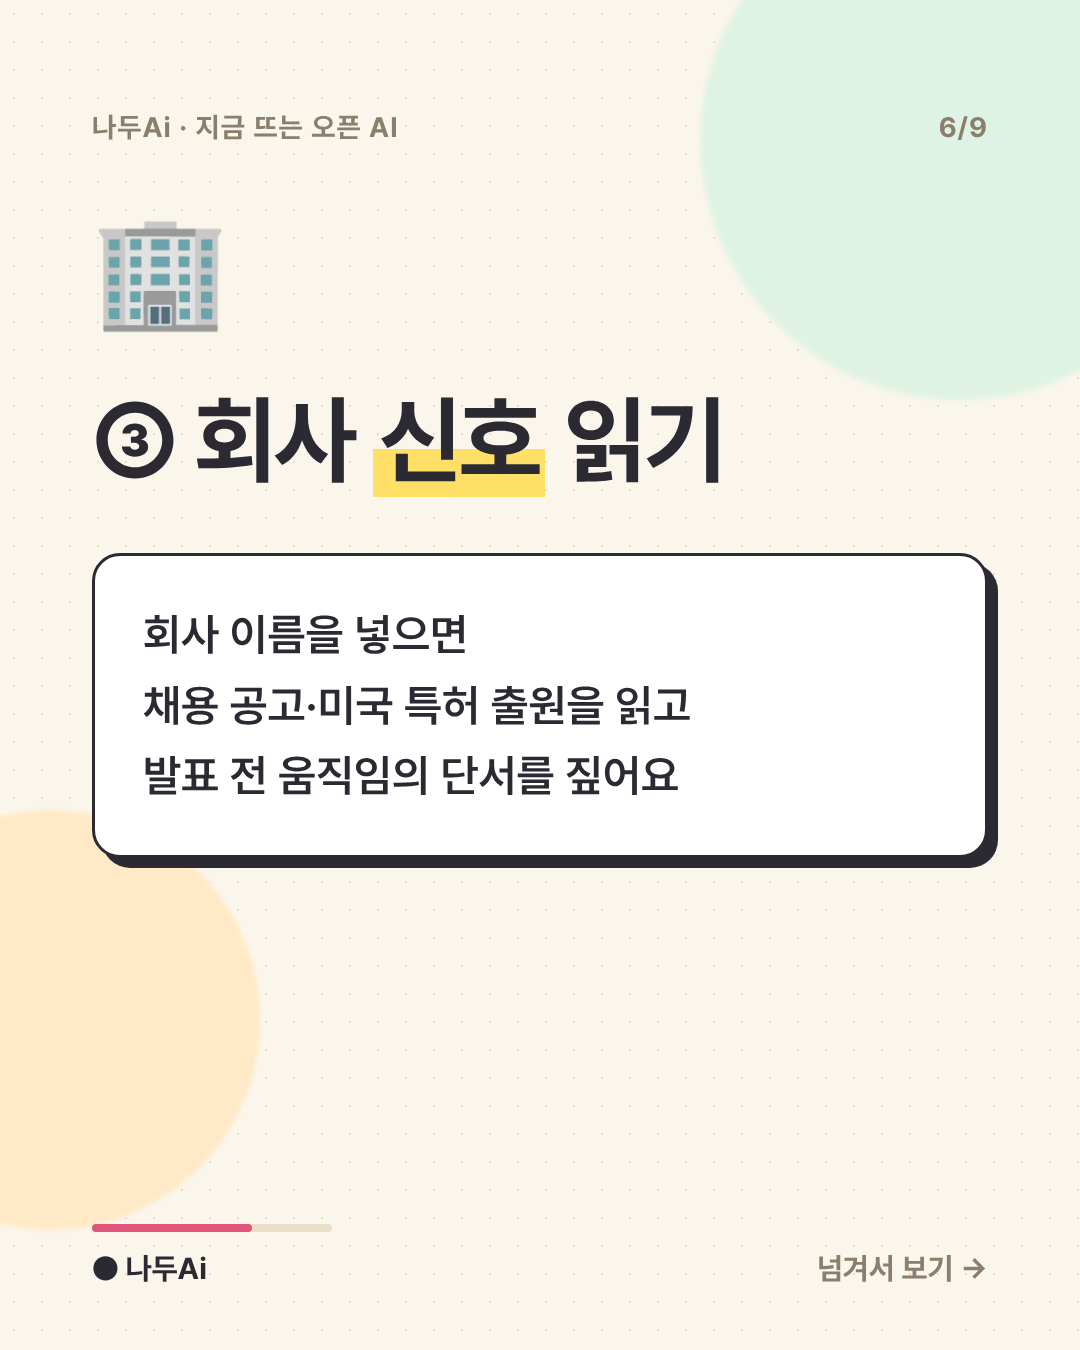 나두Ai · 지금 뜨는 오픈 AI
6/9
③ 회사 신호 읽기
회사 이름을 넣으면
채용 공고·미국 특허 출원을 읽고
발표 전 움직임의 단서를 짚어요
● 나두Ai
넘겨서 보기 →